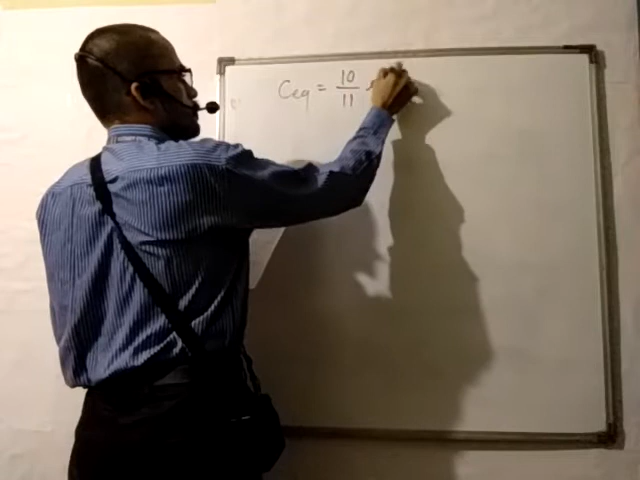 Ceq = 10/11